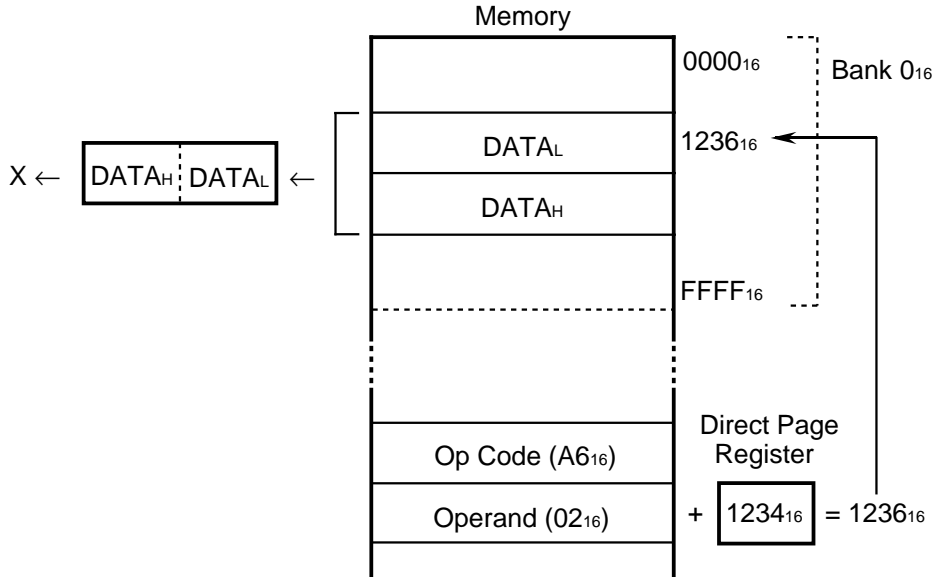 Memory
0000₁₆
Bank 0₁₆
DATAL
1236₁₆
X ← DATAH DATAL ←
DATAH
FFFF₁₆
Direct Page
Register
Op Code (A6₁₆)
Operand (02₁₆) + 1234₁₆ = 1236₁₆